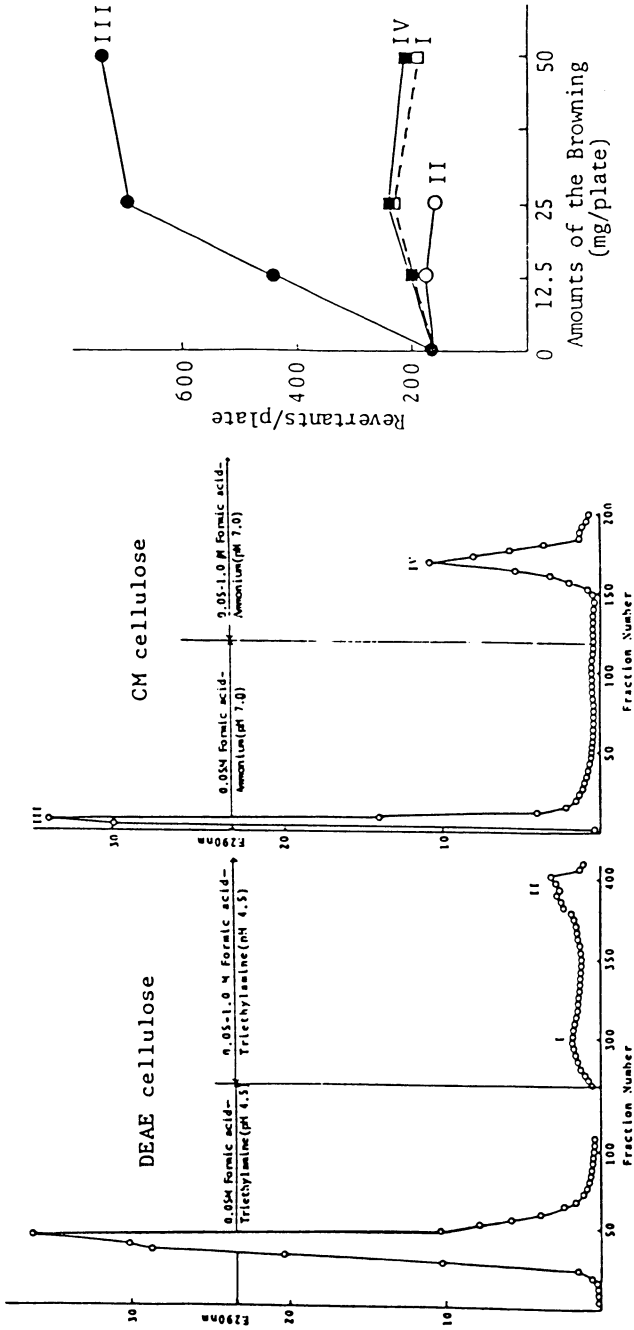 DEAE cellulose
E290nm
30
20
10
0.05M Formic acid-
Triethylamine(pH 4.5)
0.05-1.0 M Formic acid-
Triethylamine(pH 4.5)
I
II
50
100
300
350
400
Fraction Number
CM cellulose
III
E290nm
30
20
10
0.05M Formic acid-
Ammonium(pH 7.0)
0.05-1.0 M Formic acid-
Ammonium(pH 7.0)
IV
50
100
150
200
Fraction Number
Revertants/plate
600
400
200
III
IV
I
II
0
12.5
25
50
Amounts of the Browning
(mg/plate)